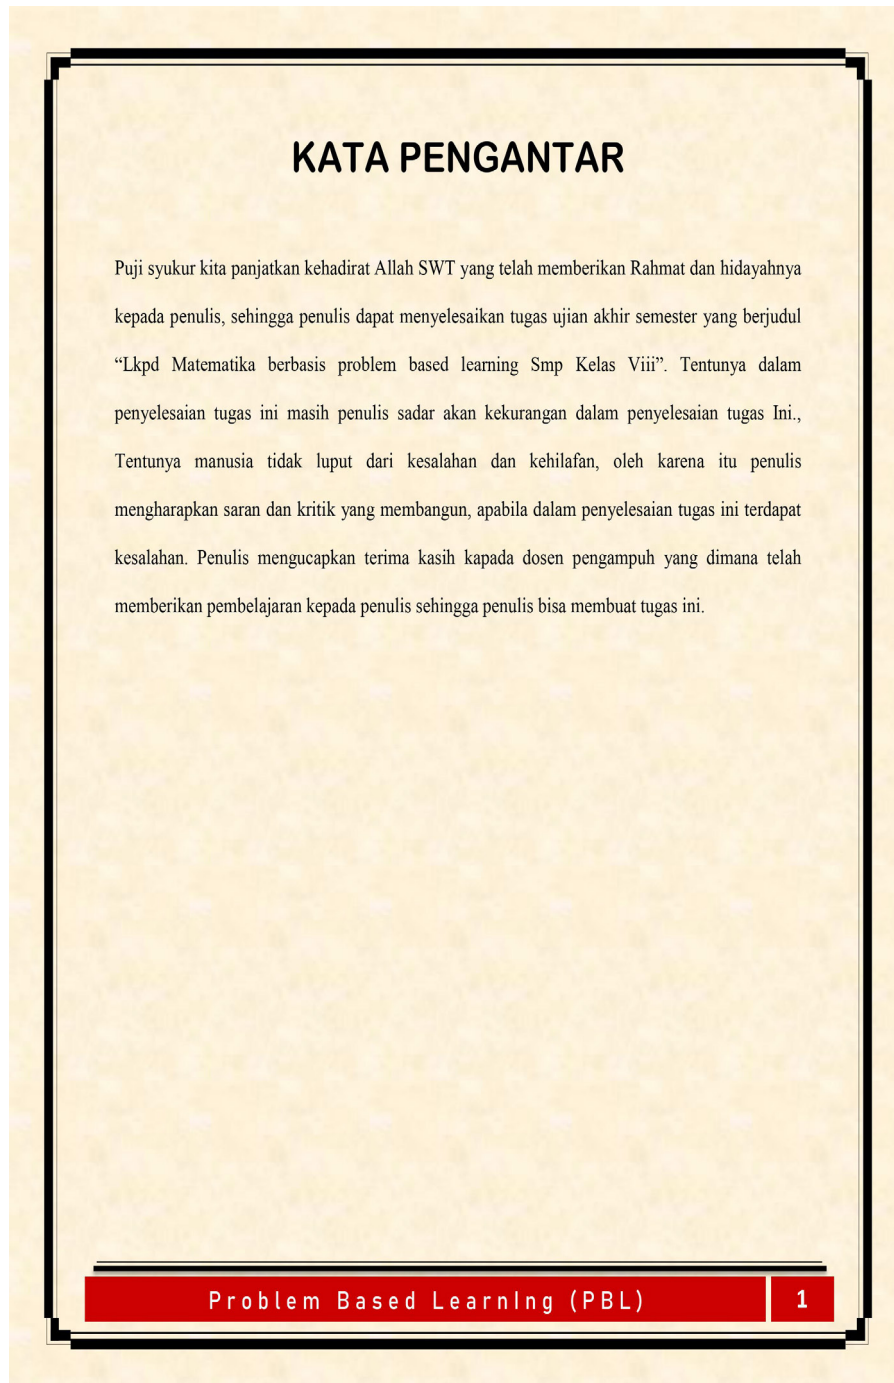 KATA PENGANTAR
Puji syukur kita panjatkan kehadirat Allah SWT yang telah memberikan Rahmat dan hidayahnya
kepada penulis, sehingga penulis dapat menyelesaikan tugas ujian akhir semester yang berjudul
“Lkpd Matematika berbasis problem based learning Smp Kelas Viii”. Tentunya dalam
penyelesaian tugas ini masih penulis sadar akan kekurangan dalam penyelesaian tugas Ini.,
Tentunya manusia tidak luput dari kesalahan dan kehilafan, oleh karena itu penulis
mengharapkan saran dan kritik yang membangun, apabila dalam penyelesaian tugas ini terdapat
kesalahan. Penulis mengucapkan terima kasih kapada dosen pengampuh yang dimana telah
memberikan pembelajaran kepada penulis sehingga penulis bisa membuat tugas ini.
Problem Based LearnIng (PBL) 1